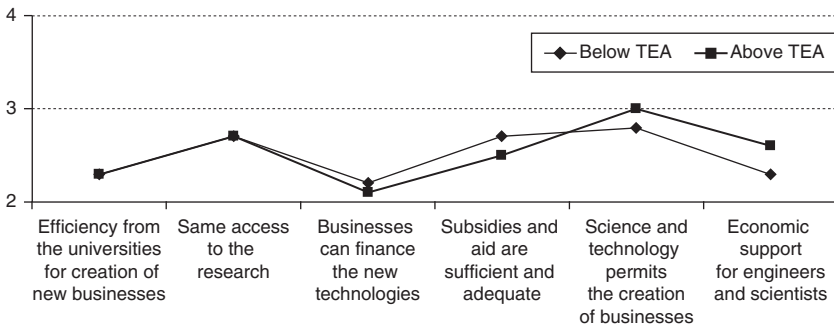 4
Below TEA Above TEA
3
2
Efficiency from
the universities
for creation of
new businesses
Same access
to the
research
Businesses
can finance
the new
technologies
Subsidies and
aid are
sufficient and
adequate
Science and
technology
permits
the creation
of businesses
Economic
support
for engineers
and scientists